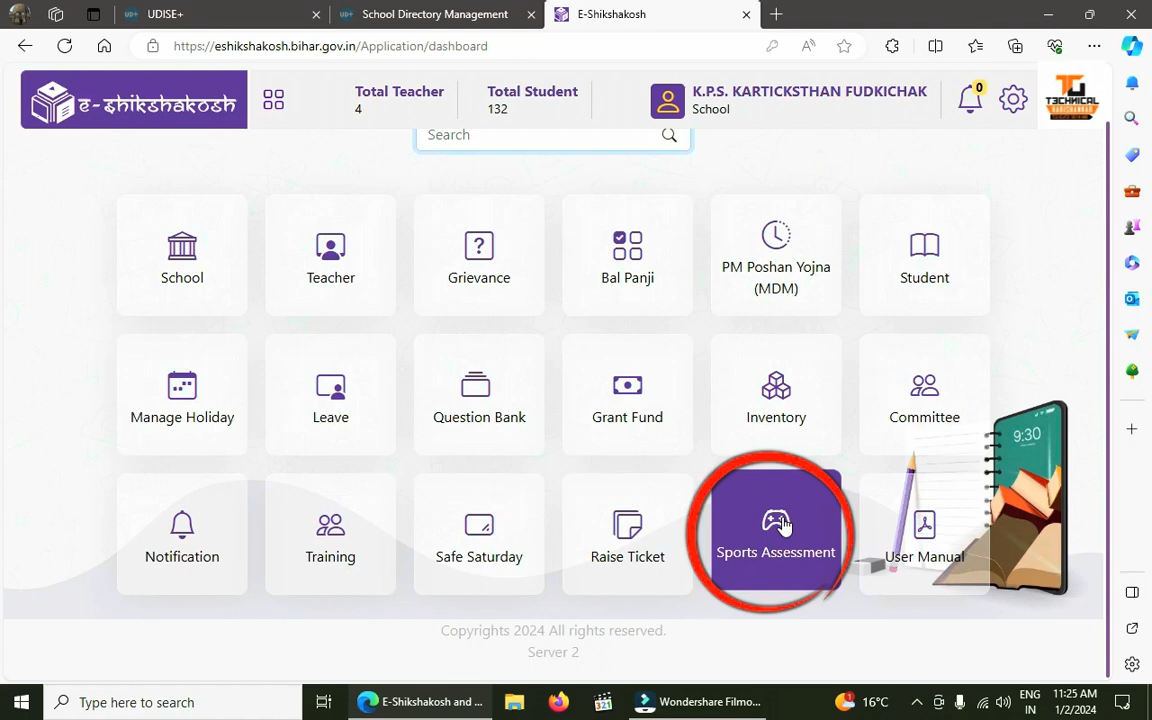 UDISE+
School Directory Management
E-Shikshakosh
https://eshikshakosh.bihar.gov.in/Application/dashboard
e-shikshakosh
Total Teacher
4
Total Student
132
K.P.S. KARTICKSTHAN FUDKICHAK
School
0
TECHNICAL
Search
School
Teacher
Grievance
Bal Panji
PM Poshan Yojna
(MDM)
Student
Manage Holiday
Leave
Question Bank
Grant Fund
Inventory
Committee
9:30
Notification
Training
Safe Saturday
Raise Ticket
Sports Assessment
User Manual
Copyrights 2024 All rights reserved.
Server 2
Type here to search
E-Shikshakosh and ...
321
Wondershare Filmo...
1
16°C
ENG
IN
11:25 AM
1/2/2024